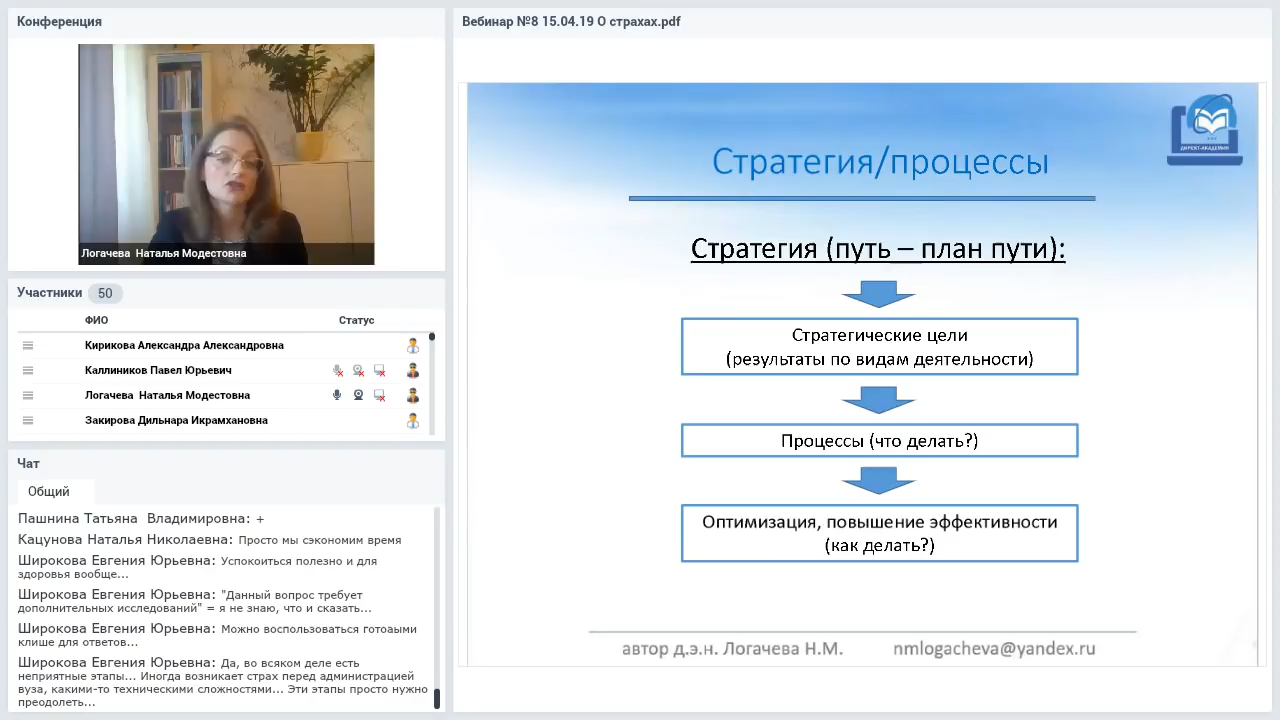 Конференция
Логачева  Наталья Модестовна
Участники 50
ФИО Статус
Кирикова Александра Александровна
Каллиников Павел Юрьевич
Логачева  Наталья Модестовна
Закирова Дильнара Икрамхановна
Чат
Общий
Пашнина Татьяна  Владимировна: +
Кацунова Наталья Николаевна: Просто мы сэкономим время
Широкова Евгения Юрьевна: Успокоиться полезно и для
здоровья вообще...
Широкова Евгения Юрьевна: "Данный вопрос требует
дополнительных исследований" = я не знаю, что и сказать...
Широкова Евгения Юрьевна: Можно воспользоваться готоаыми
клише для ответов...
Широкова Евгения Юрьевна: Да, во всяком деле есть
неприятные этапы... Иногда возникает страх перед администрацией
вуза, какими-то техническими сложностями... Эти этапы просто нужно
преодолеть...
Вебинар №8 15.04.19 О страхах.pdf
ДИРЕКТ-АКАДЕМИЯ
Стратегия/процессы
Стратегия (путь – план пути):
Стратегические цели
(результаты по видам деятельности)
Процессы (что делать?)
Оптимизация, повышение эффективности
(как делать?)
автор д.э.н. Логачева Н.М. nmlogacheva@yandex.ru